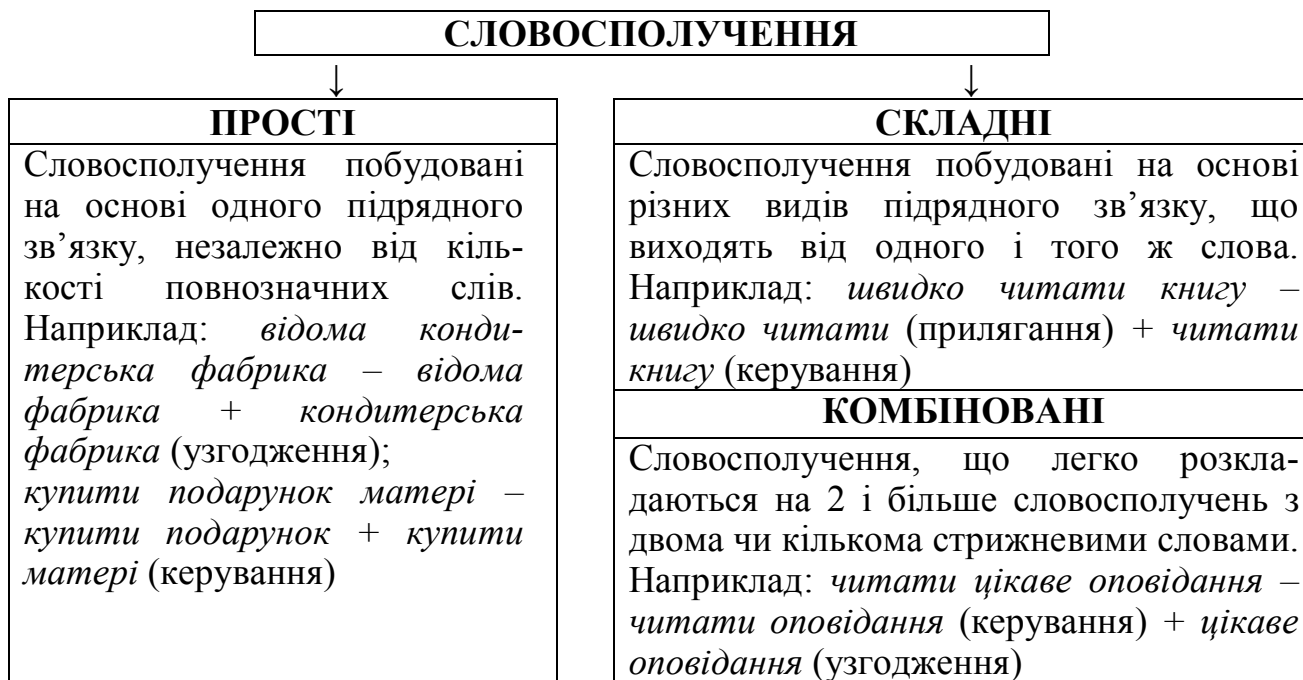 СЛОВОСПОЛУЧЕННЯ
↓
↓
ПРОСТІ
Словосполучення побудовані
на основі одного підрядного
зв’язку, незалежно від кіль-
кості повнозначних слів.
Наприклад: відома конди-
терська фабрика – відома
фабрика + кондитерська
фабрика (узгодження);
купити подарунок матері –
купити подарунок + купити
матері (керування)
СКЛАДНІ
Словосполучення побудовані на основі
різних видів підрядного зв’язку, що
виходять від одного і того ж слова.
Наприклад: швидко читати книгу –
швидко читати (прилягання) + читати
книгу (керування)
КОМБІНОВАНІ
Словосполучення, що легко розкла-
даються на 2 і більше словосполучень з
двома чи кількома стрижневими словами.
Наприклад: читати цікаве оповідання –
читати оповідання (керування) + цікаве
оповідання (узгодження)